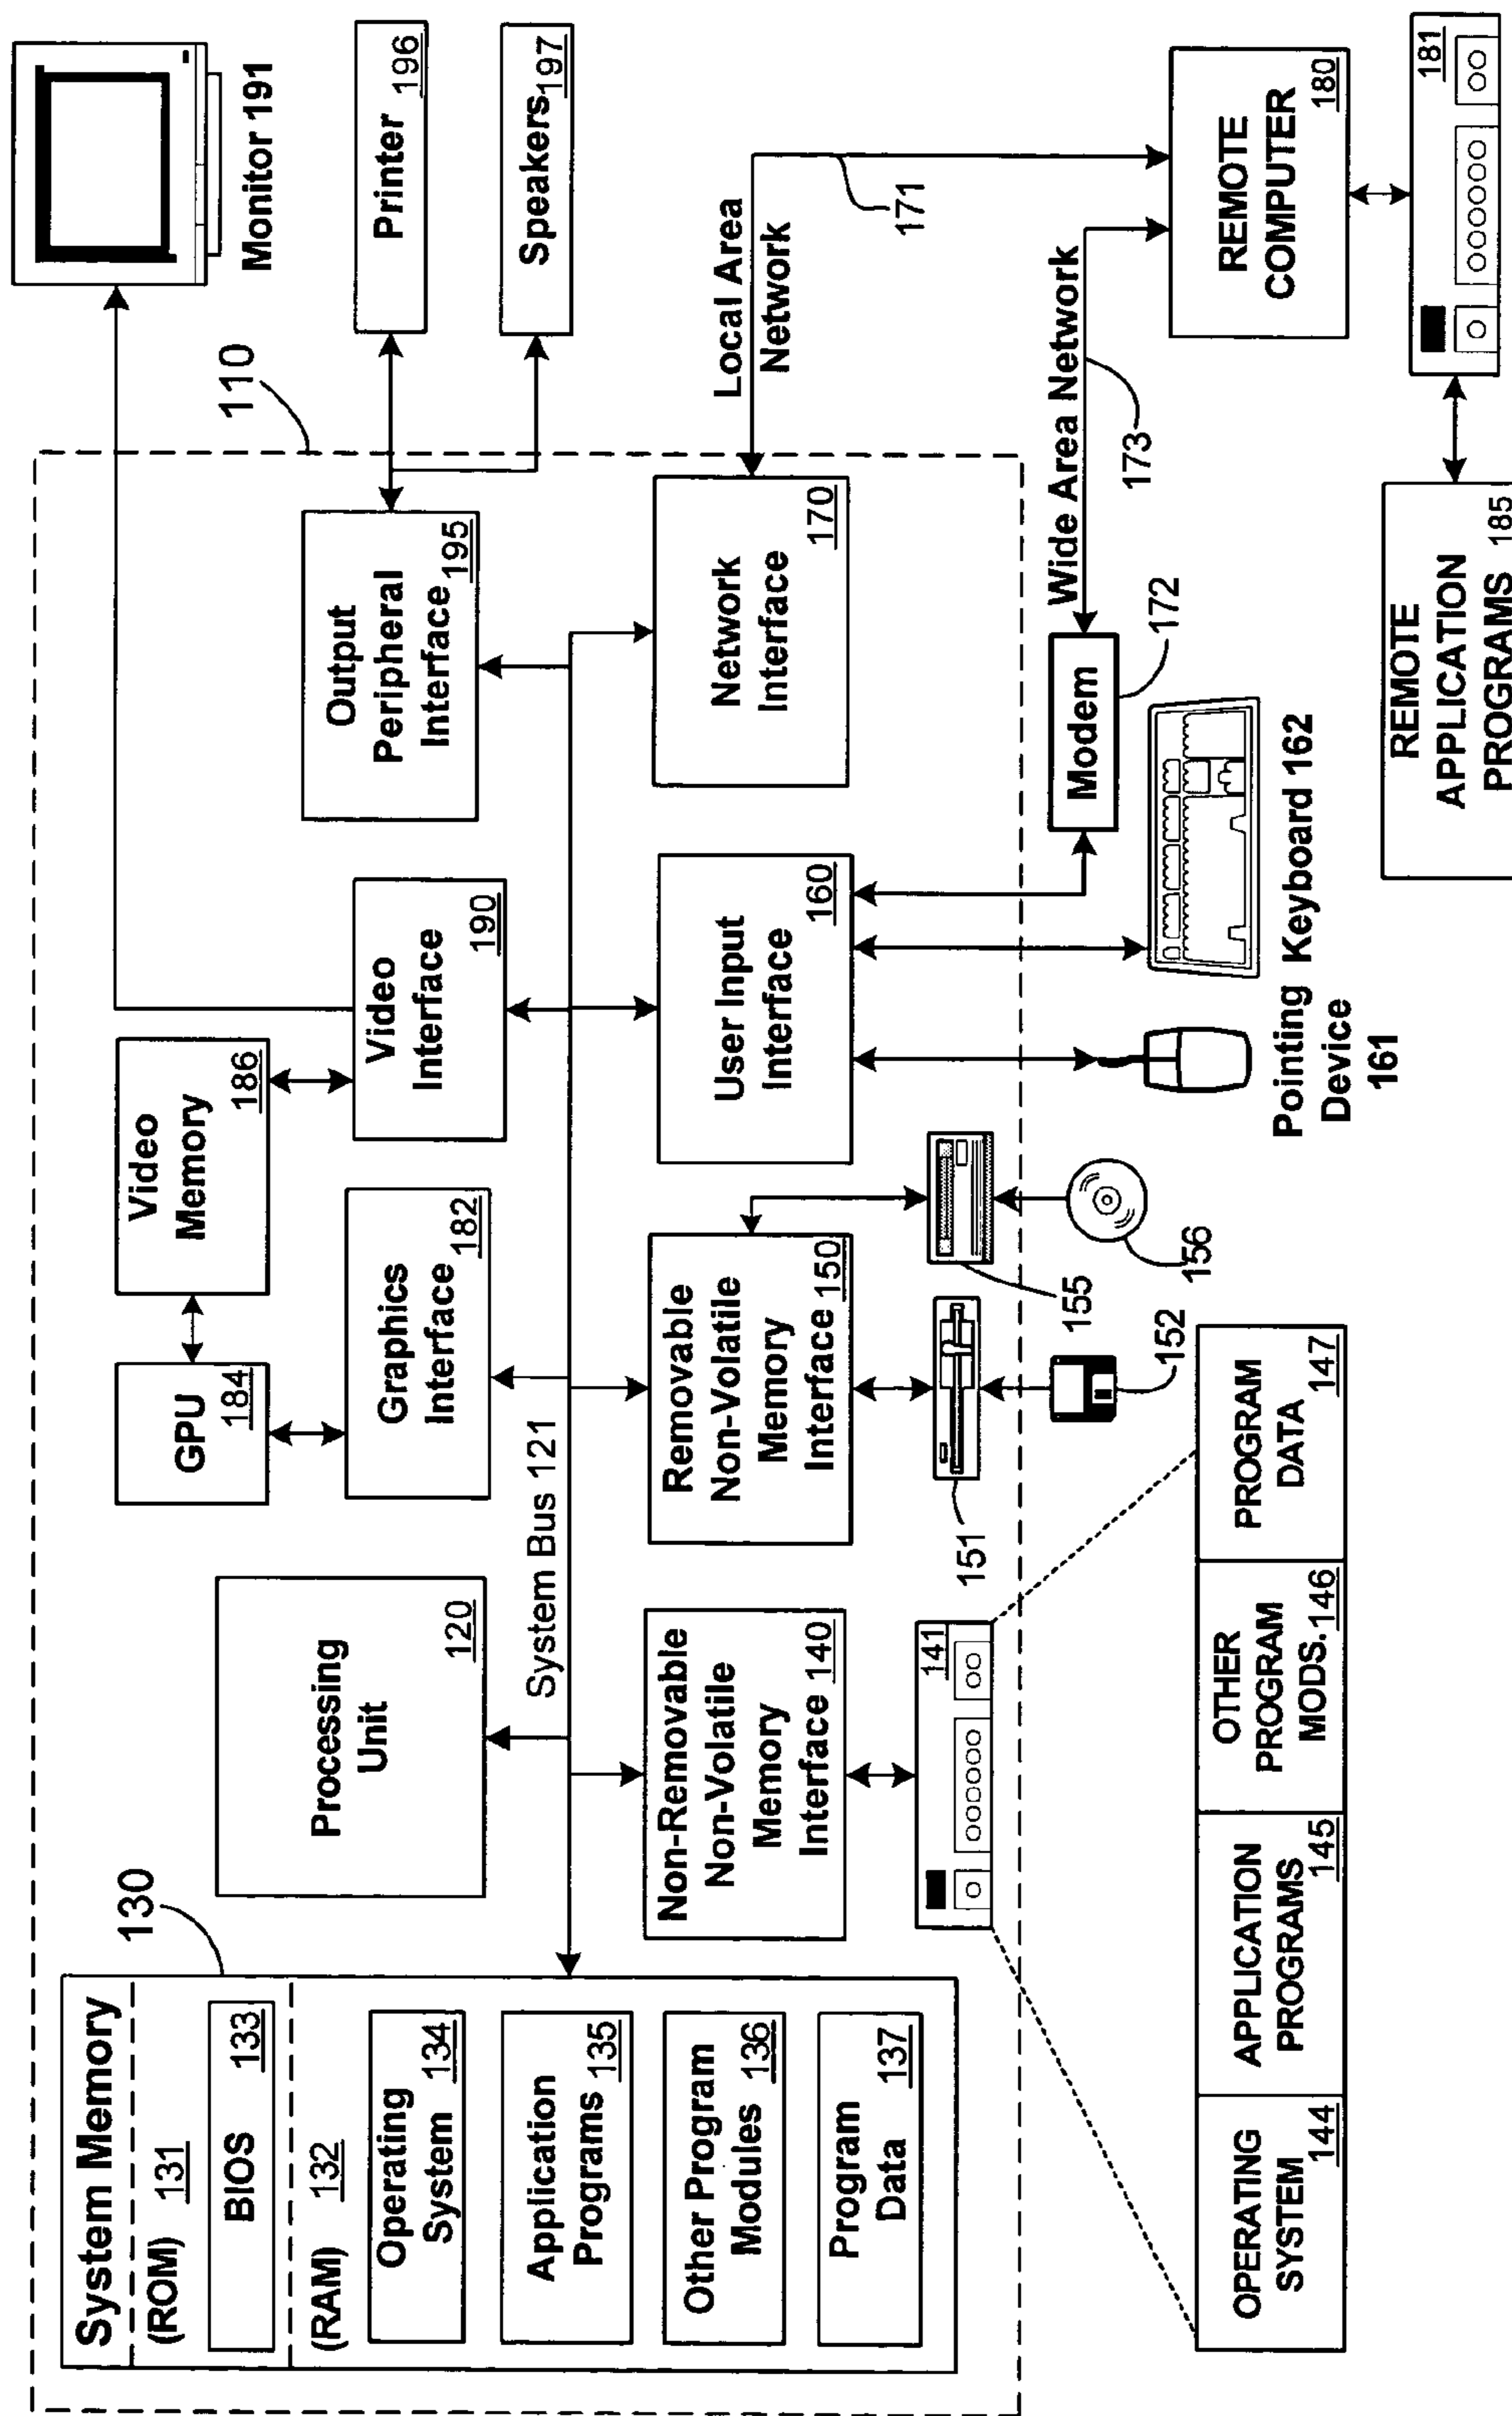 110
System Memory
(ROM) 131
BIOS 133
(RAM) 132
Operating
System 134
Application
Programs 135
Other Program
Modules 136
Program
Data 137
130
Processing
Unit
120
System Bus 121
GPU
184
Video
Memory
186
Graphics
Interface
182
Video
Interface
190
Output
Peripheral
Interface 195
Non-Removable
Non-Volatile
Memory
Interface 140
Removable
Non-Volatile
Memory
Interface 150
User Input
Interface
160
Network
Interface
170
Monitor 191
Printer 196
Speakers 197
Local Area
Network
171
Wide Area Network
173
Modem
172
REMOTE
COMPUTER
180
181
141
151
155
152
156
Pointing
Device
161
Keyboard 162
OPERATING
SYSTEM 144
APPLICATION
PROGRAMS 145
OTHER
PROGRAM
MODS. 146
PROGRAM
DATA 147
REMOTE
APPLICATION
PROGRAMS 185